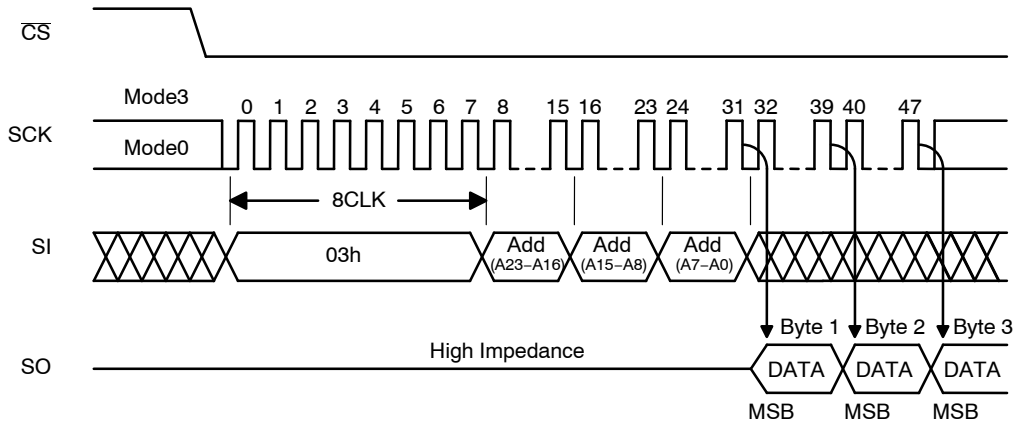 CS
Mode3
0 1 2 3 4 5 6 7 8 15 16 23 24 31 32 39 40 47
SCK
Mode0
8CLK
SI
03h
Add
(A23−A16)
Add
(A15−A8)
Add
(A7−A0)
Byte 1
Byte 2
Byte 3
High Impedance
SO
DATA
DATA
DATA
MSB
MSB
MSB